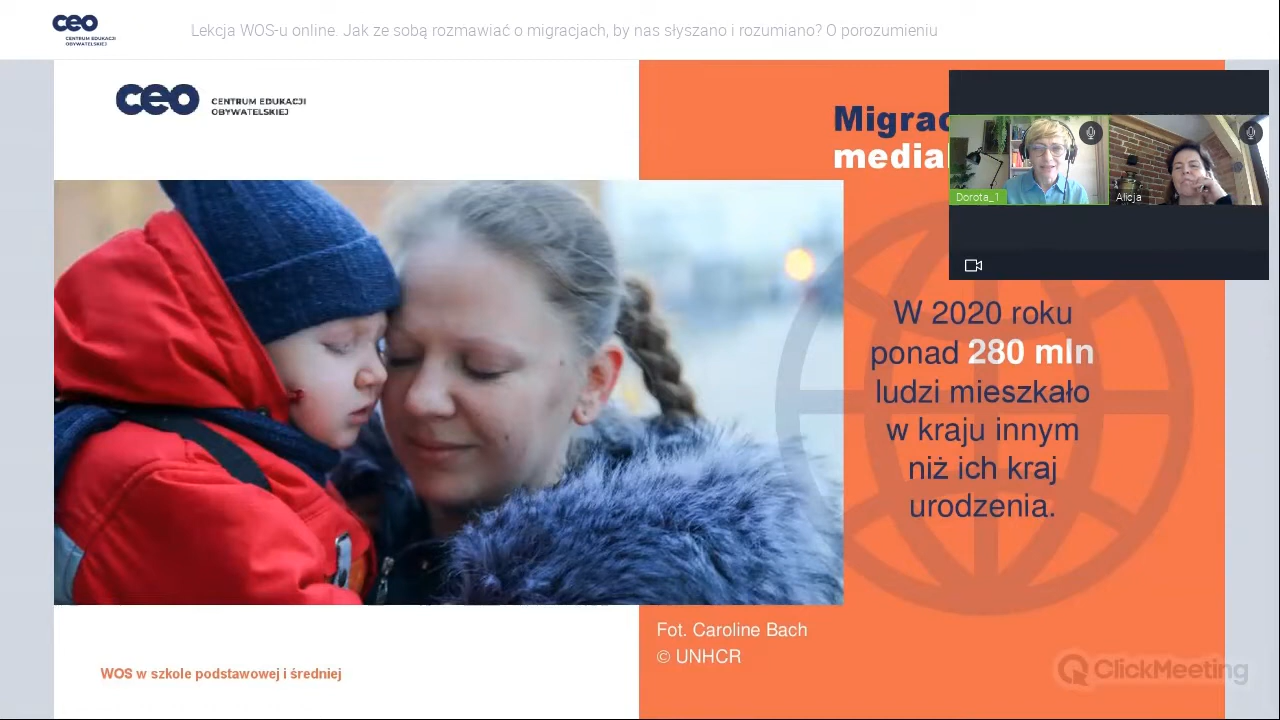 ceo
CENTRUM EDUKACJI
OBYWATELSKIEJ
Lekcja WOS-u online. Jak ze sobą rozmawiać o migracjach, by nas słyszano i rozumiano? O porozumieniu
ceo
CENTRUM EDUKACJI
OBYWATELSKIEJ
Dorota_1
Alicja
W 2020 roku
ponad 280 mln
ludzi mieszkało
w kraju innym
niż ich kraj
urodzenia.
Fot. Caroline Bach
© UNHCR
WOS w szkole podstawowej i średniej
ClickMeeting